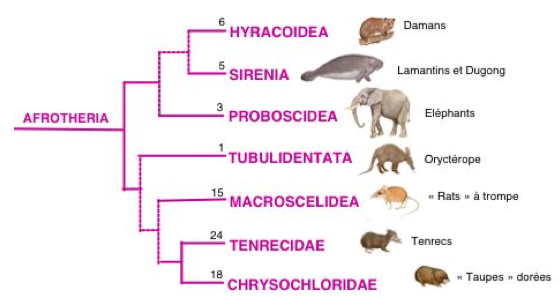 6 HYRACOIDEA Damans
5 SIRENIA Lamantins et Dugong
3 PROBOSCIDEA Eléphants
AFROTHERIA
1 TUBULIDENTATA Oryctérope
15 MACROSCELIDEA « Rats » à trompe
24 TENRECIDAE Tenrecs
18 CHRYSOCHLORIDAE « Taupes » dorées